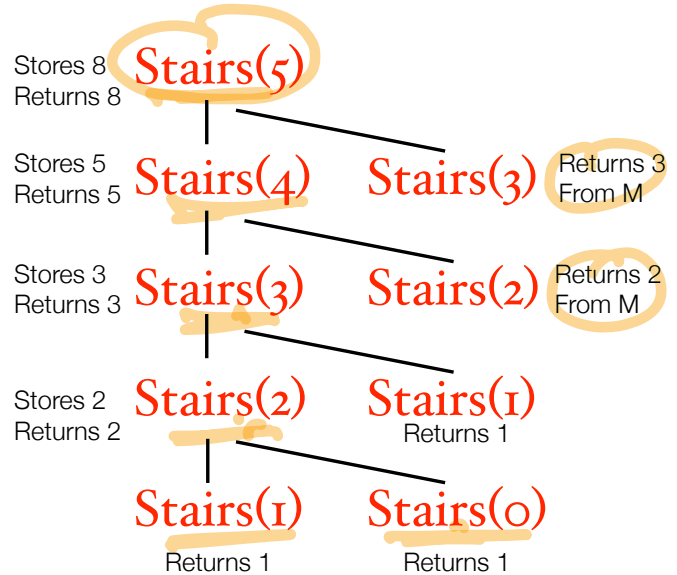 Stores 8
Returns 8
Stairs(5)
Stores 5
Returns 5
Stairs(4)
Stairs(3)
Returns 3
From M
Stores 3
Returns 3
Stairs(3)
Stairs(2)
Returns 2
From M
Stores 2
Returns 2
Stairs(2)
Stairs(1)
Returns 1
Stairs(1)
Stairs(0)
Returns 1
Returns 1